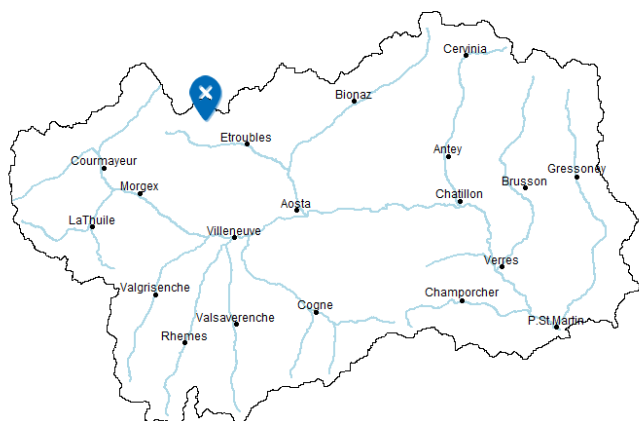 Cervinia
Bionaz
Etroubles
Antey
Courmayeur
Gressoney
Morgex
Brusson
Chatillon
Aosta
LaThuile
Villeneuve
Verres
Valgrisenche
Champorcher
Cogne
Valsaverenche
P.St.Martin
Rhemes